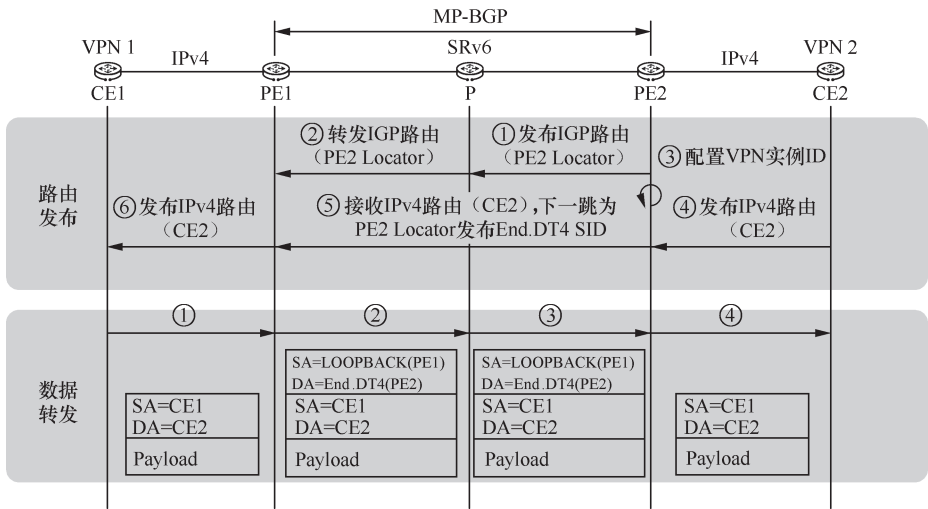 MP-BGP
VPN 1
IPv4
SRv6
IPv4
VPN 2
CE1
PE1
P
PE2
CE2
路由
发布
②转发IGP路由
（PE2 Locator）
①发布IGP路由
（PE2 Locator）
③配置VPN实例ID
⑥发布IPv4路由
（CE2）
⑤接收IPv4路由（CE2），下一跳为
PE2 Locator发布End.DT4 SID
④发布IPv4路由
（CE2）
数据
转发
①
②
③
④
SA=CE1
DA=CE2
Payload
SA=LOOPBACK(PE1)
DA=End.DT4(PE2)
SA=CE1
DA=CE2
Payload
SA=LOOPBACK(PE1)
DA=End.DT4(PE2)
SA=CE1
DA=CE2
Payload
SA=CE1
DA=CE2
Payload